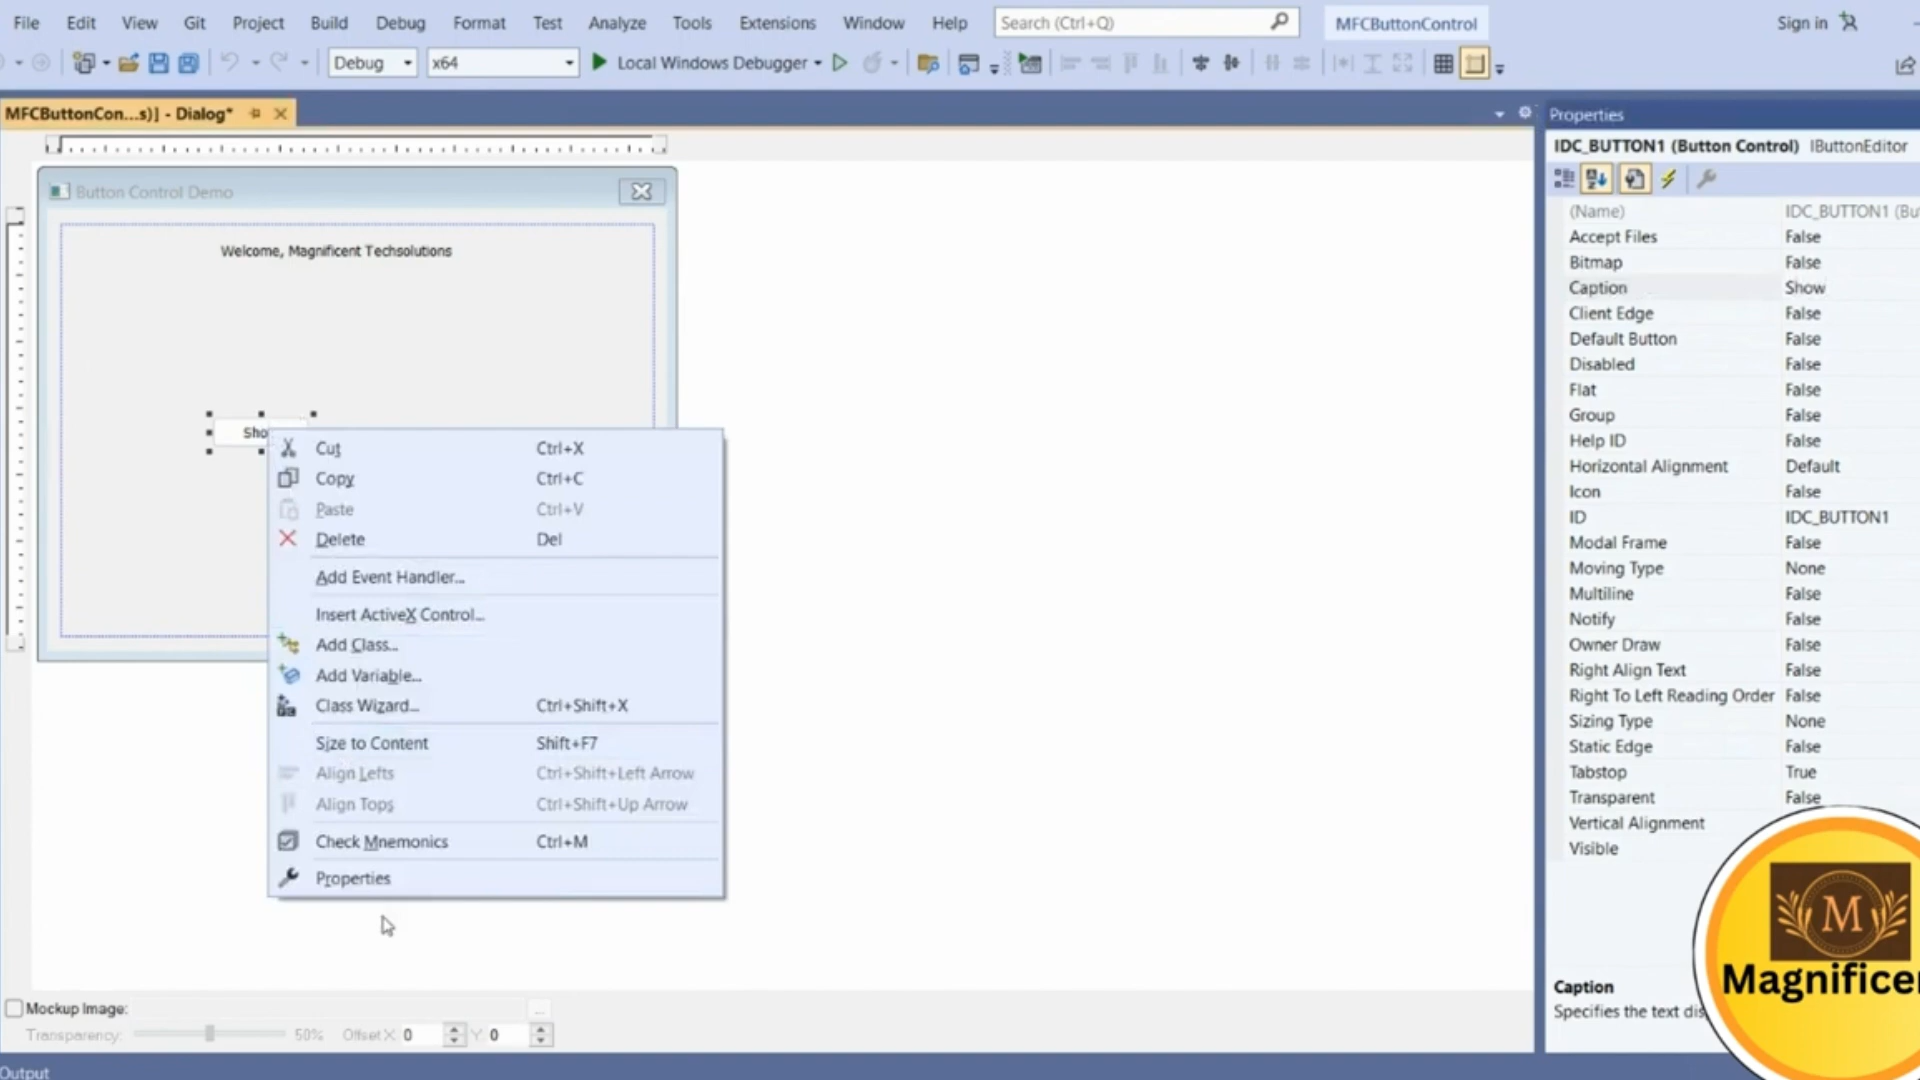 File Edit View Git Project Build Debug Format Test Analyze Tools Extensions Window Help Search (Ctrl+Q) MFCButtonControl Sign in
Debug x64 Local Windows Debugger
MFCButtonCon...s)] - Dialog*
Button Control Demo
Welcome, Magnificent Techsolutions
Sho
Cut Ctrl+X
Copy Ctrl+C
Paste Ctrl+V
Delete Del
Add Event Handler...
Insert ActiveX Control...
Add Class...
Add Variable...
Class Wizard... Ctrl+Shift+X
Size to Content Shift+F7
Align Lefts Ctrl+Shift+Left Arrow
Align Tops Ctrl+Shift+Up Arrow
Check Mnemonics Ctrl+M
Properties
Mockup Image: ...
Transparency: 50% Offset X: 0 Y: 0
Output
Properties
IDC_BUTTON1 (Button Control) IButtonEditor
(Name) IDC_BUTTON1 (Bu
Accept Files False
Bitmap False
Caption Show
Client Edge False
Default Button False
Disabled False
Flat False
Group False
Help ID False
Horizontal Alignment Default
Icon False
ID IDC_BUTTON1
Modal Frame False
Moving Type None
Multiline False
Notify False
Owner Draw False
Right Align Text False
Right To Left Reading Order False
Sizing Type None
Static Edge False
Tabstop True
Transparent False
Vertical Alignment
Visible
Caption
Specifies the text dis
M
Magnificen